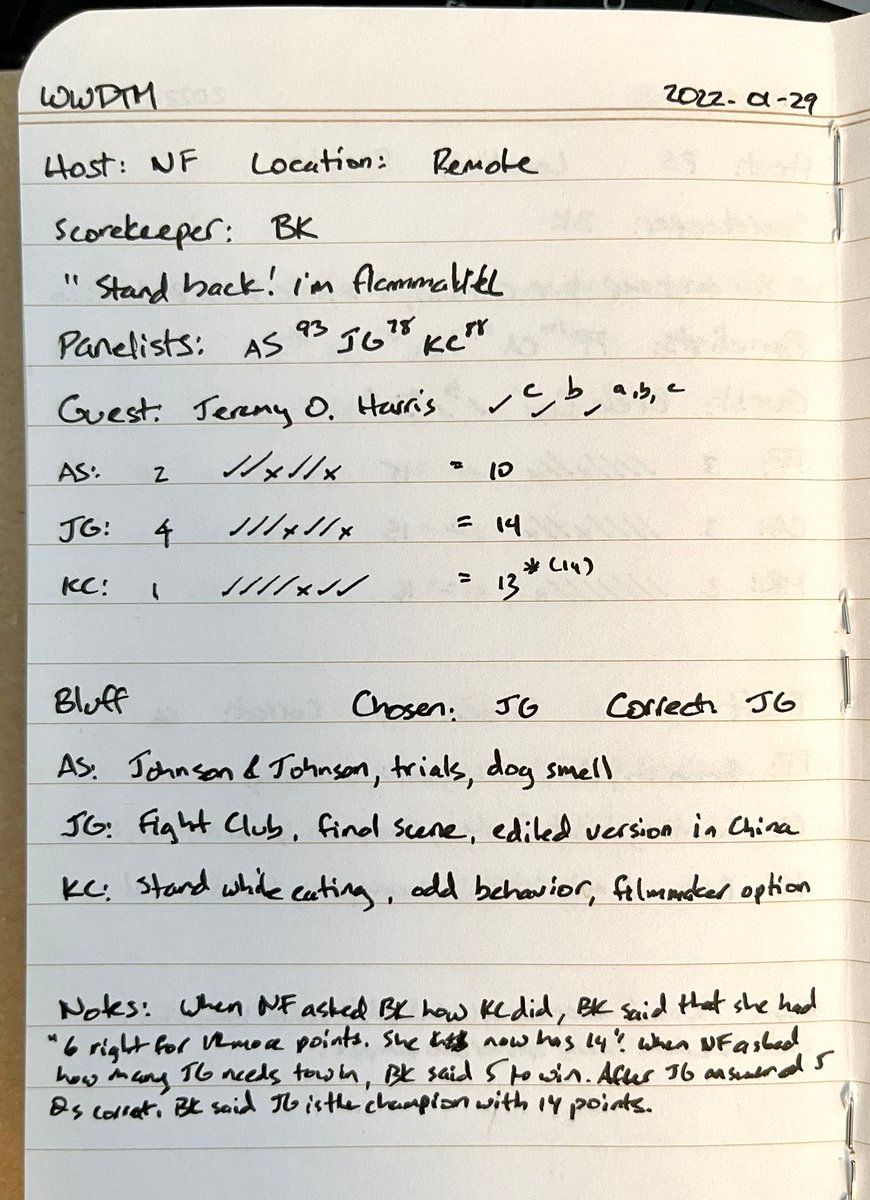 WWDTM 2022-01-29
Host: NF Location: Remote
Scorekeeper: BK
" Stand back! I'm
Panelists: AS 93 JG 78 KC 88
Guest: Jeremy O. Harris ✓ c ✓ b ✓ a, b, c
AS: 2 ✓✓x✓✓x = 10
JG: 4 ✓✓✓x✓✓x = 14
KC: 1 ✓✓✓✓x✓✓ = 13 * (14)
Bluff Chosen: JG Correct: JG
AS: Johnson & Johnson, trials, dog smell
JG: Fight Club, final scene, edited version in China
KC: Stand while eating, odd behavior, filmmaker option
Notes: When NF asked BK how KC did, BK said that she had
"6 right for 12 more points. She now has 14". When NF asked
how many JG needs to win, BK said 5 to win. After JG answered 5
Qs correct, BK said JG is the champion with 14 points.